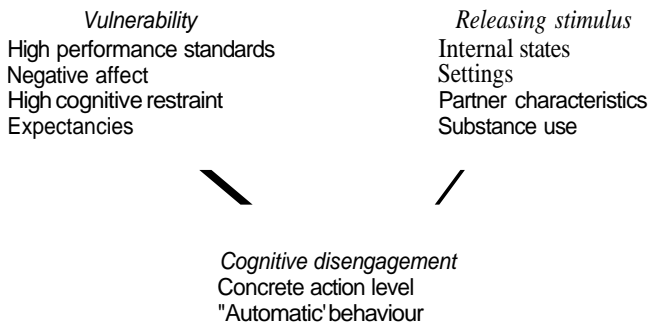 Vulnerability
High performance standards
Negative affect
High cognitive restraint
Expectancies
Releasing stimulus
Internal states
Settings
Partner characteristics
Substance use
Cognitive disengagement
Concrete action level
"Automatic' behaviour